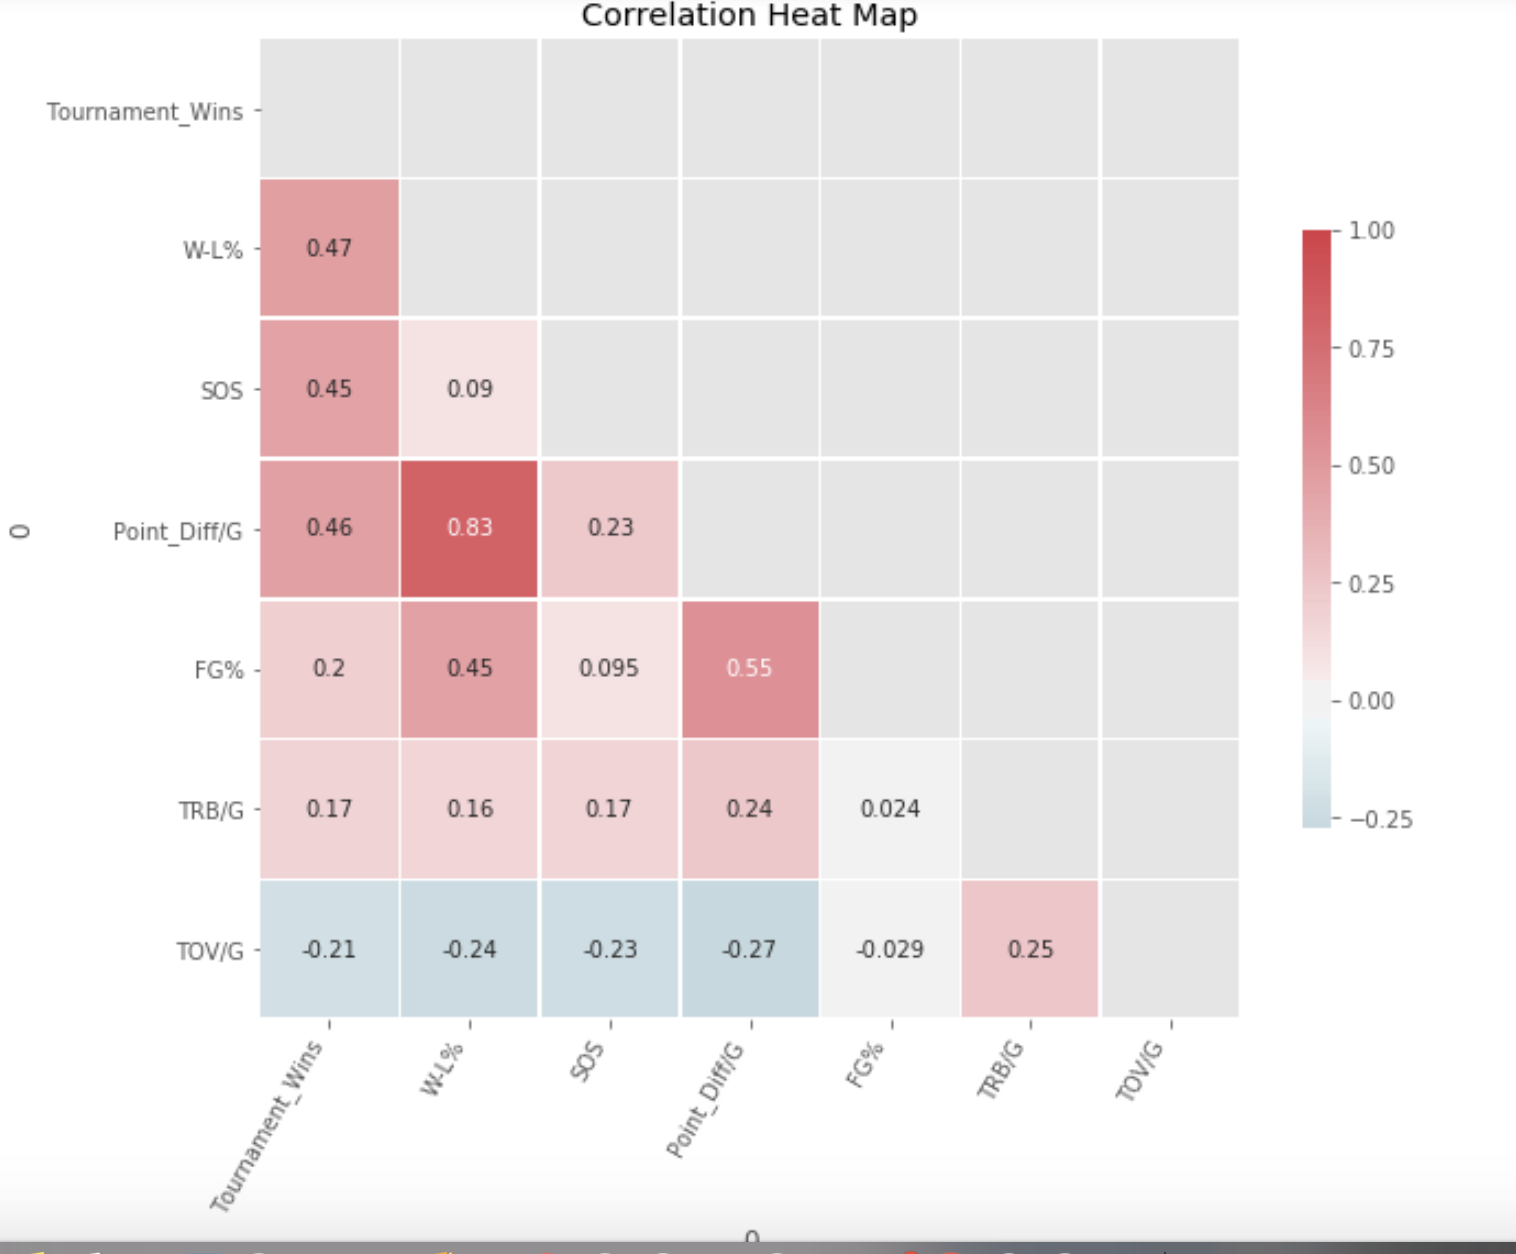 Correlation Heat Map
Tournament_Wins
W-L%
0.47
SOS
0.45 0.09
0
Point_Diff/G
0.46 0.83 0.23
FG%
0.2 0.45 0.095 0.55
TRB/G
0.17 0.16 0.17 0.24 0.024
TOV/G
-0.21 -0.24 -0.23 -0.27 -0.029 0.25
Tournament_Wins
W-L%
SOS
Point_Diff/G
FG%
TRB/G
TOV/G
0
1.00
0.75
0.50
0.25
0.00
−0.25